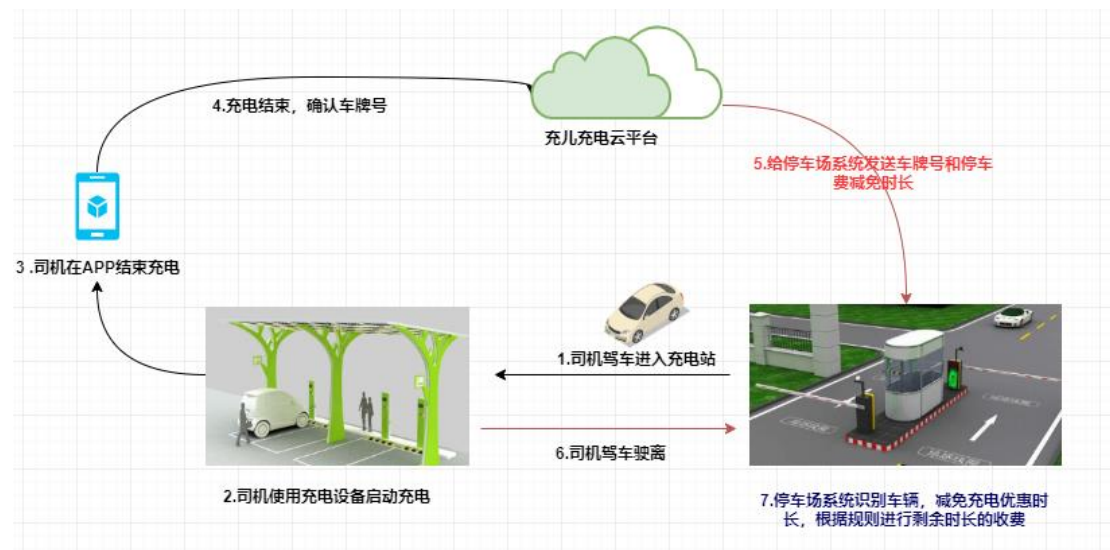 4.充电结束，确认车牌号
充儿充电云平台
5.给停车场系统发送车牌号和停车
费减免时长
3 .司机在APP结束充电
1.司机驾车进入充电站
6.司机驾车驶离
2.司机使用充电设备启动充电
7.停车场系统识别车辆，减免充电优惠时
长，根据规则进行剩余时长的收费